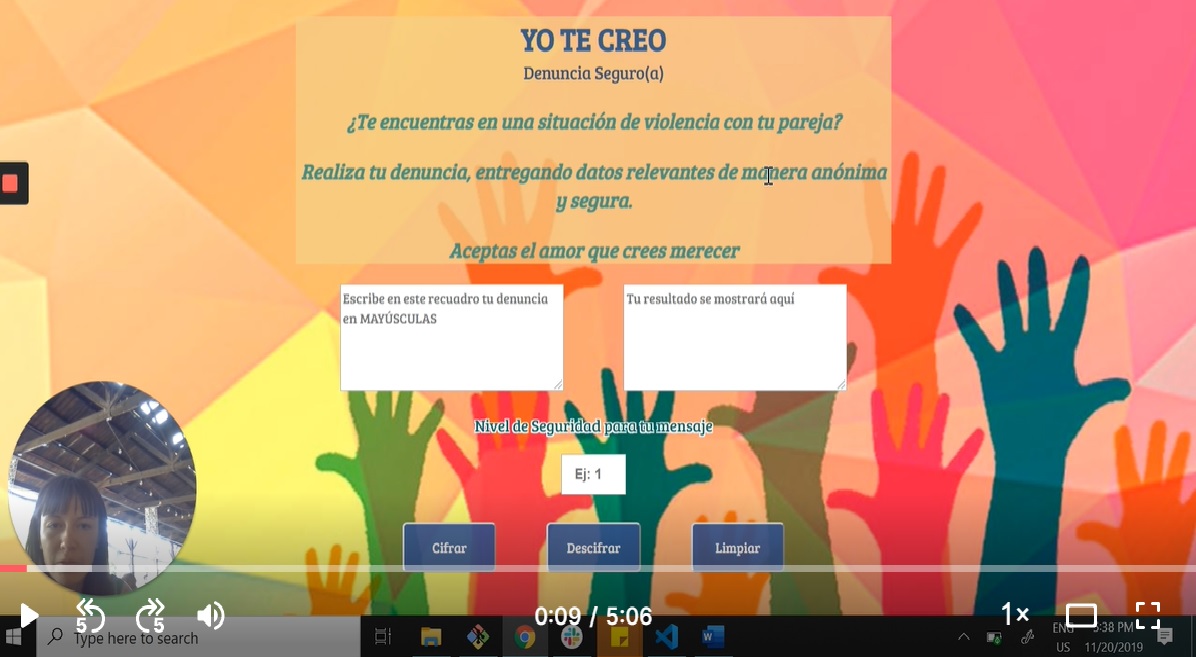 YO TE CREO
Denuncia Seguro(a)
¿Te encuentras en una situación de violencia con tu pareja?
Realiza tu denuncia, entregando datos relevantes de manera anónima
y segura.
Aceptas el amor que crees merecer
Escribe en este recuadro tu denuncia
en MAYÚSCULAS
Tu resultado se mostrará aquí
Nivel de Seguridad para tu mensaje
Ej: 1
Cifrar
Descifrar
Limpiar
5
5
0:09 / 5:06
1×
Type here to search
ENG
US
5:38 PM
11/20/2019